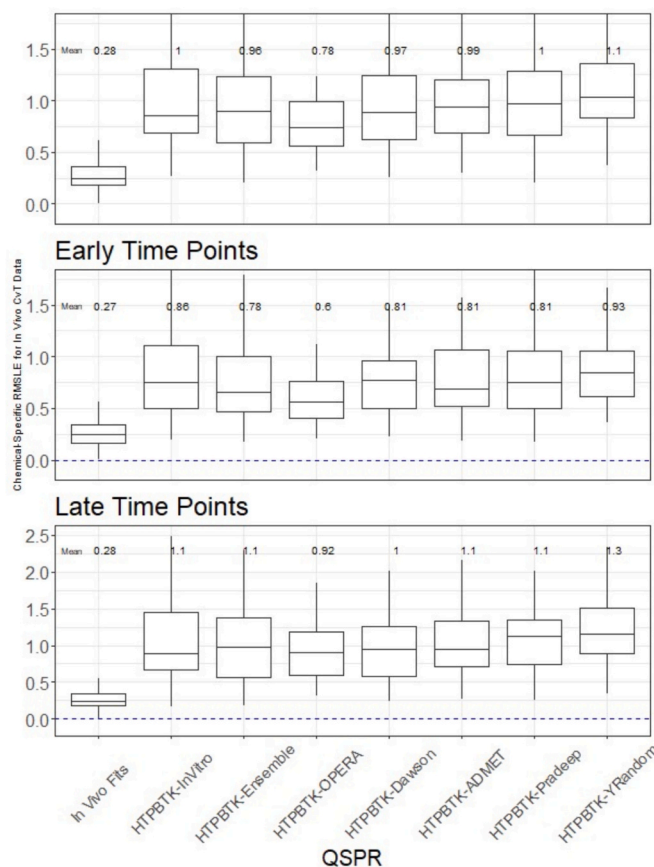 1.5
Mean 0.28 1 0.96 0.78 0.97 0.99 1 1.1
1.0
0.5
0.0
Early Time Points
1.5
Mean 0.27 0.86 0.78 0.6 0.81 0.81 0.81 0.93
1.0
0.5
0.0
Chemical-Specific RMSLE for In Vivo CvT Data
Late Time Points
2.5
Mean 0.28 1.1 1.1 0.92 1 1.1 1.1 1.3
2.0
1.5
1.0
0.5
0.0
In Vivo Fits
HTPBTK-InVitro
HTPBTK-Ensemble
HTPBTK-OPERA
HTPBTK-Dawson
HTPBTK-ADMET
HTPBTK-Pradeep
HTPBTK-YRandom
QSPR